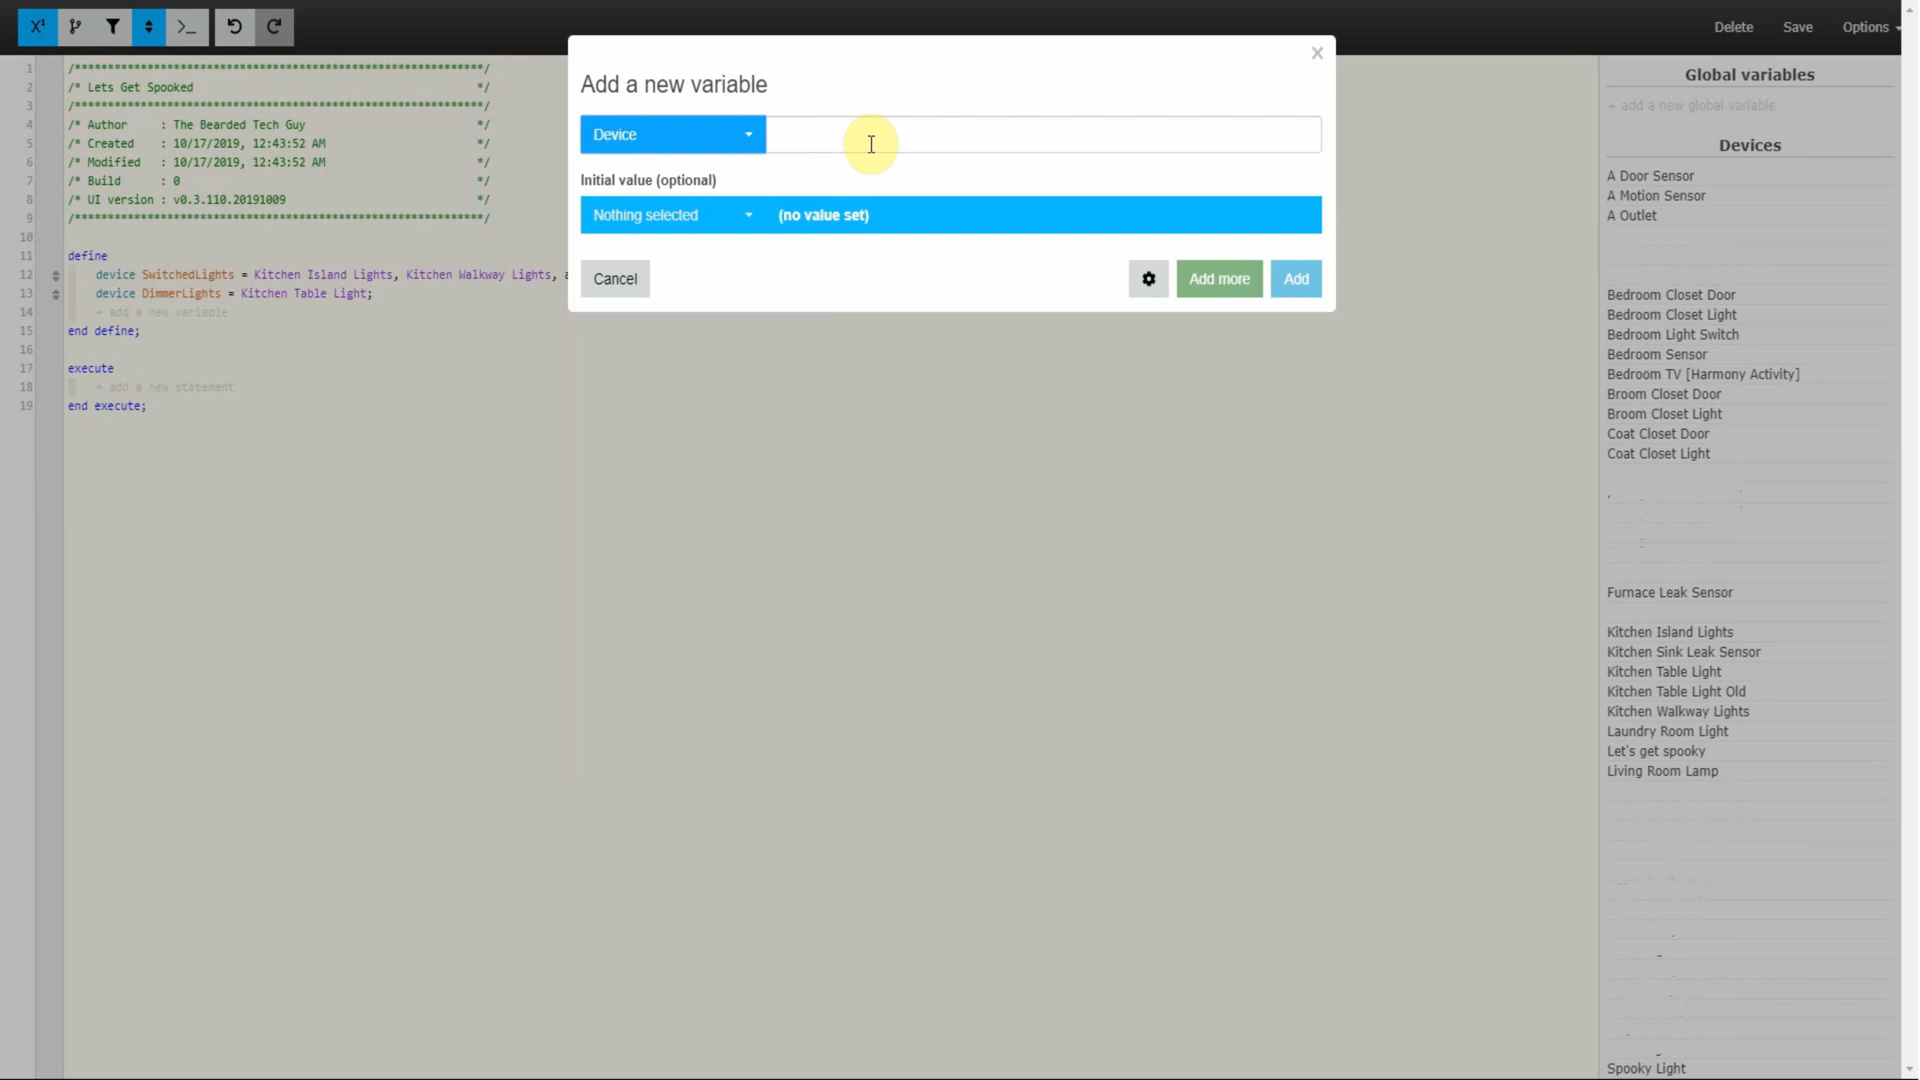 X¹
>_
Delete
Save
Options
1
/***************************************************************/
2
/* Lets Get Spooked */
3
/***************************************************************/
4
/* Author : The Bearded Tech Guy */
5
/* Created : 10/17/2019, 12:43:52 AM */
6
/* Modified : 10/17/2019, 12:43:52 AM */
7
/* Build : 0 */
8
/* UI version : v0.3.110.20191009 */
9
/***************************************************************/
10
11
define
12
device SwitchedLights = Kitchen Island Lights, Kitchen Walkway Lights, a
13
device DimmerLights = Kitchen Table Light;
14
+ add a new variable
15
end define;
16
17
execute
18
+ add a new statement
19
end execute;
×
Add a new variable
Device
Initial value (optional)
Nothing selected
(no value set)
Cancel
Add more
Add
Global variables
+ add a new global variable
Devices
A Door Sensor
A Motion Sensor
A Outlet
Bedroom Closet Door
Bedroom Closet Light
Bedroom Light Switch
Bedroom Sensor
Bedroom TV [Harmony Activity]
Broom Closet Door
Broom Closet Light
Coat Closet Door
Coat Closet Light
Furnace Leak Sensor
Kitchen Island Lights
Kitchen Sink Leak Sensor
Kitchen Table Light
Kitchen Table Light Old
Kitchen Walkway Lights
Laundry Room Light
Let's get spooky
Living Room Lamp
Spooky Light